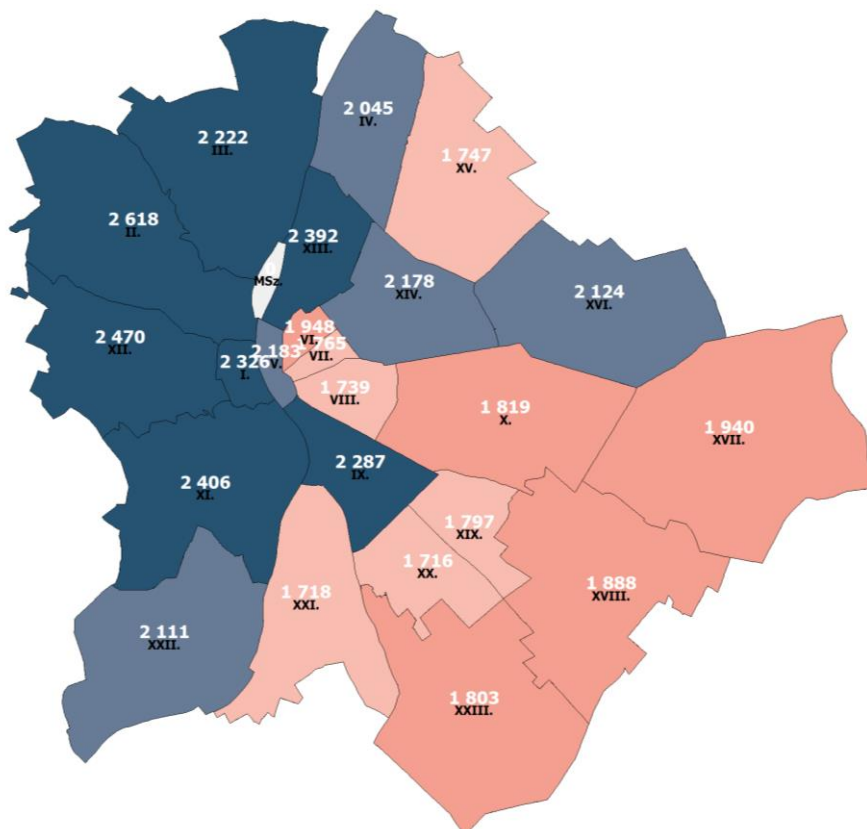 2 045
IV.
2 222
III.
1 747
XV.
2 618
II.
2 392
XIII.
MSz.
2 178
XIV.
2 124
XVI.
2 470
XII.
1 948
VI.
2 326
I.
2 183
V.
1 765
VII.
1 739
VIII.
1 819
X.
1 940
XVII.
2 287
IX.
2 406
XI.
1 797
XIX.
1 716
XX.
1 888
XVIII.
1 718
XXI.
2 111
XXII.
1 803
XXIII.